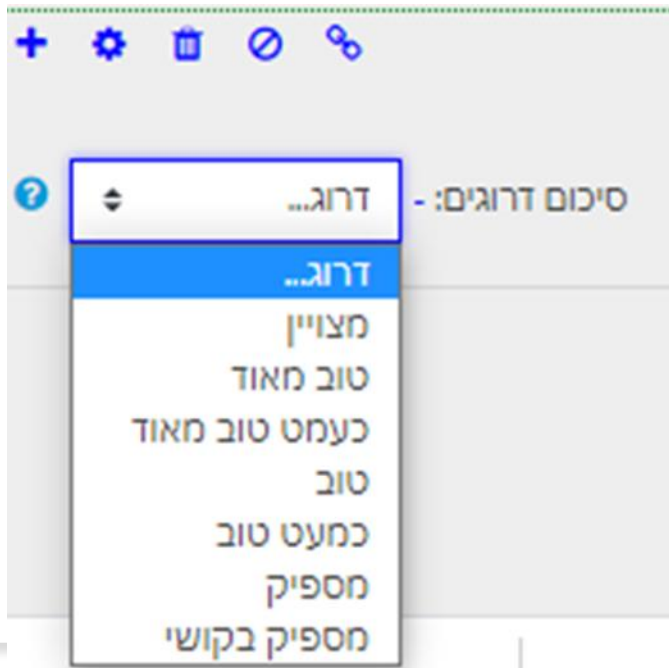 סיכום דרוגים: - דרוג...
דרוג...
מצויין
טוב מאוד
כעמט טוב מאוד
טוב
כמעט טוב
מספיק
מספיק בקושי